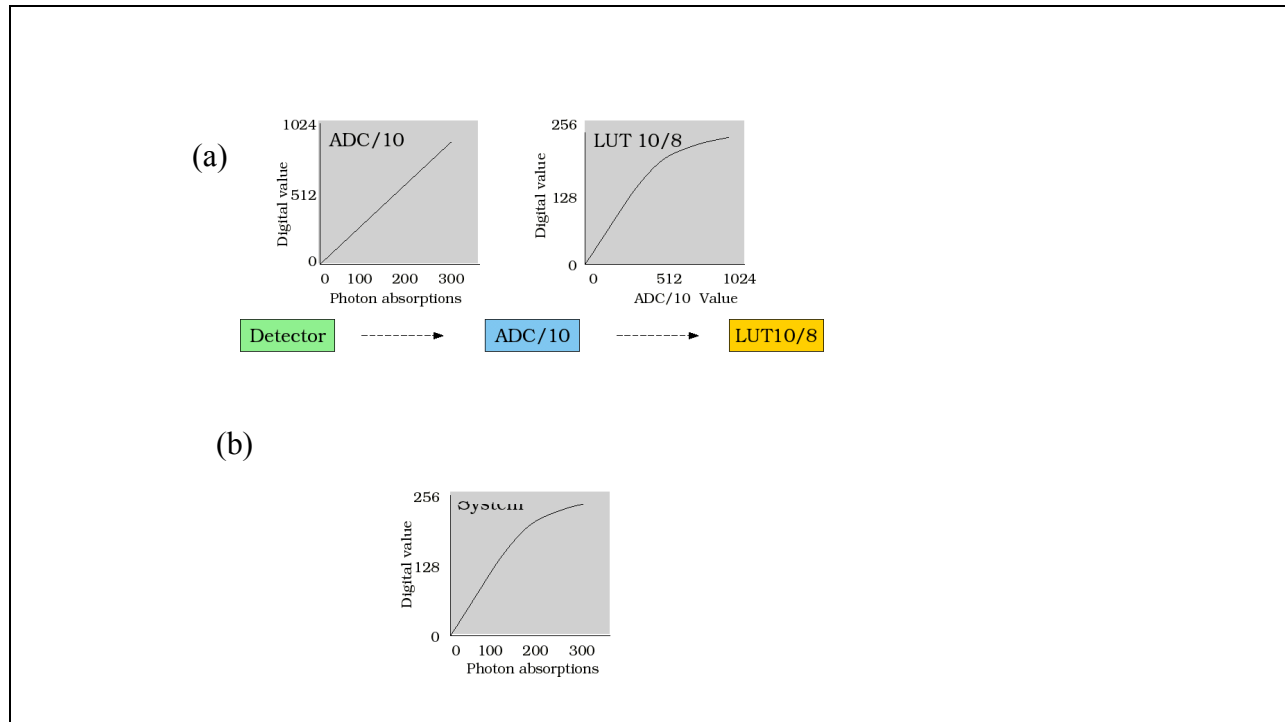 (a)
1024
ADC/10
512
0
Digital value
0 100 200 300
Photon absorptions
256
LUT 10/8
128
0
Digital value
0 512 1024
ADC/10 Value
Detector
ADC/10
LUT10/8
(b)
256
System
128
0
Digital value
0 100 200 300
Photon absorptions